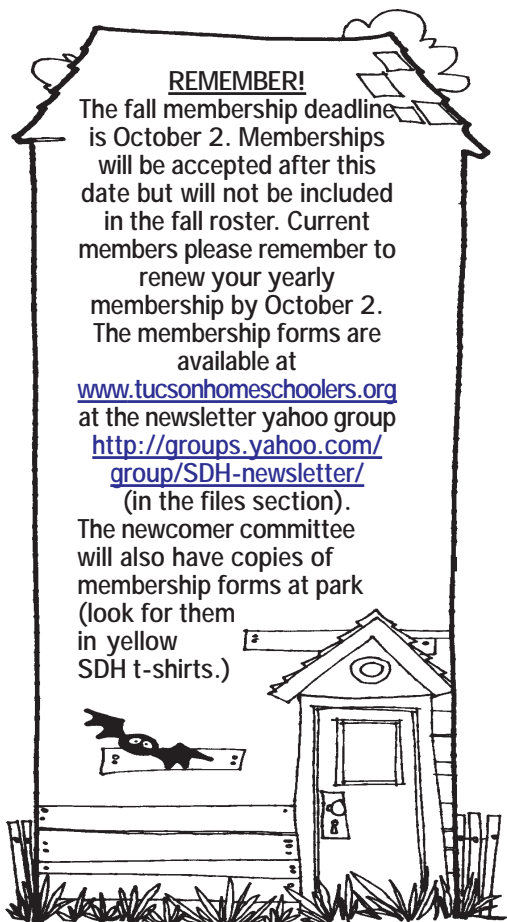 REMEMBER!
The fall membership deadline
is October 2. Memberships
will be accepted after this
date but will not be included
in the fall roster. Current
members please remember to
renew your yearly
membership by October 2.
The membership forms are
available at
www.tucsonhomeschoolers.org
at the newsletter yahoo group
http://groups.yahoo.com/
group/SDH-newsletter/
(in the files section).
The newcomer committee
will also have copies of
membership forms at park
(look for them
in yellow
SDH t-shirts.)